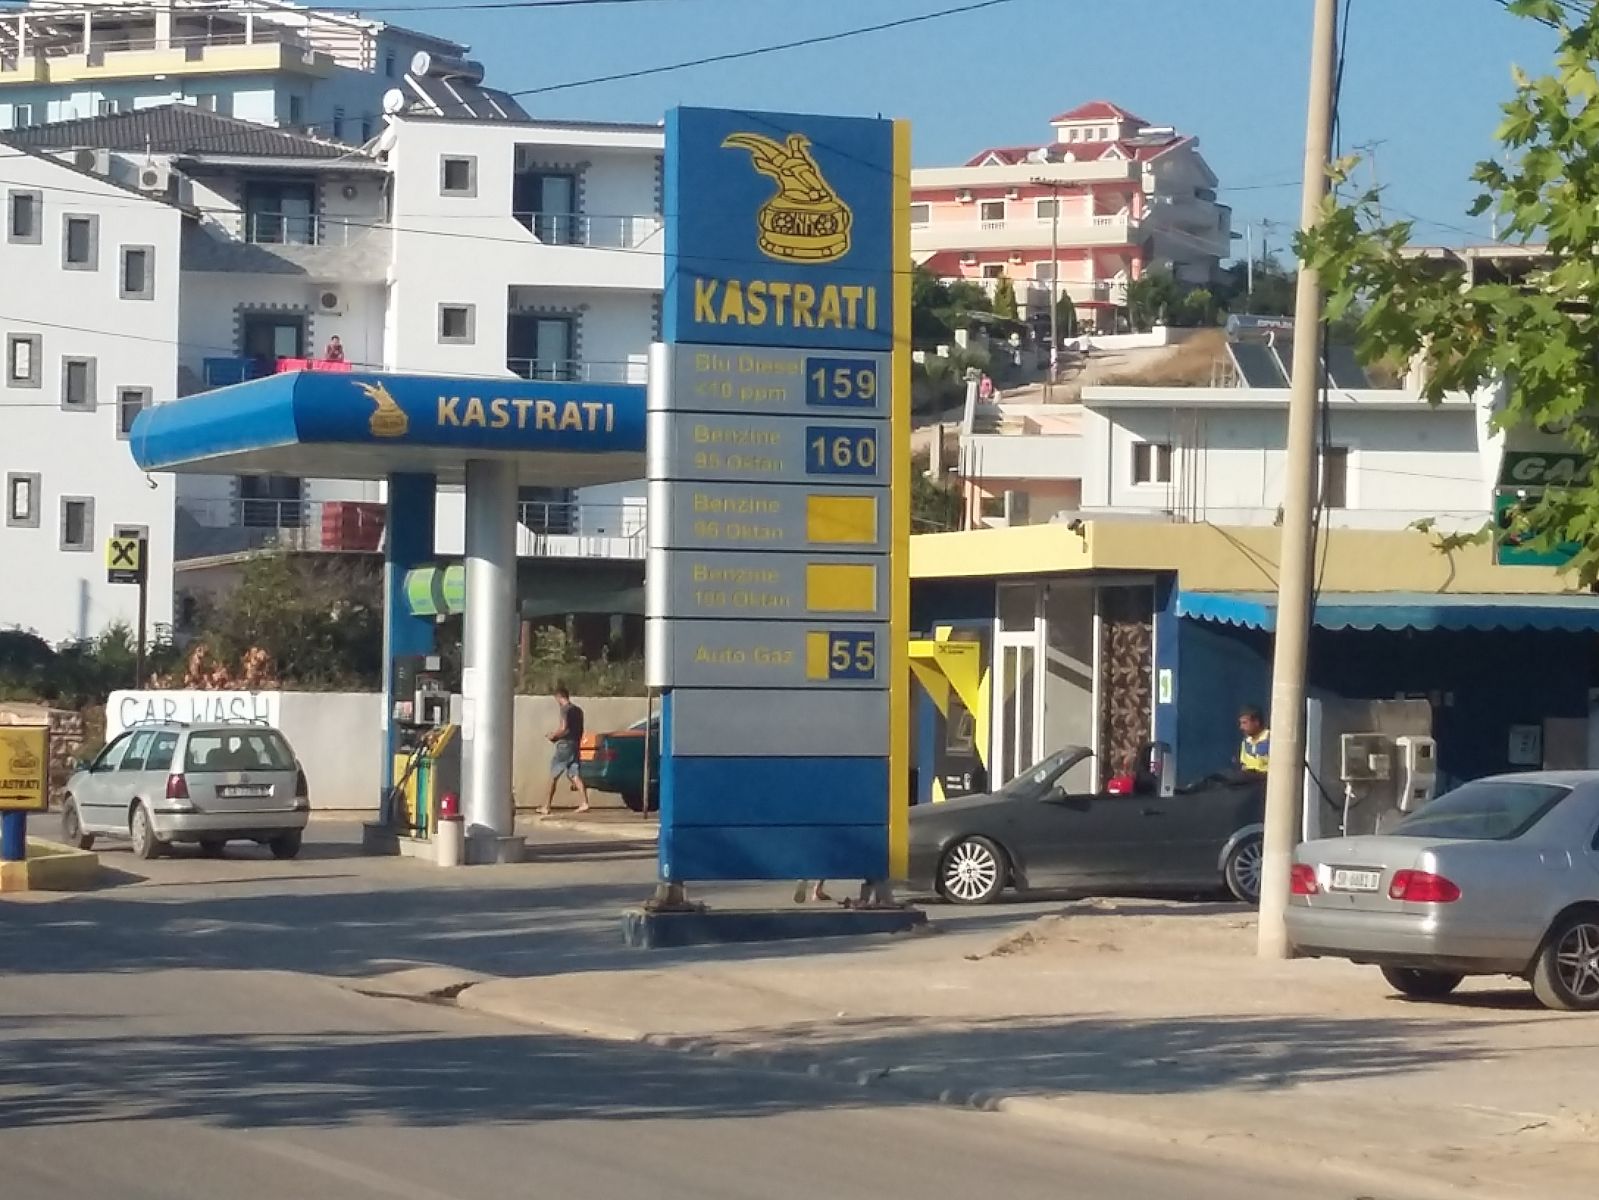 KASTRATI
Blu Diesel
<10 ppm
159
Benzine
95 Oktan
160
Benzine
96 Oktan
Benzine
100 Oktan
Auto Gaz
55
KASTRATI
CAR WASH
KASTRATI